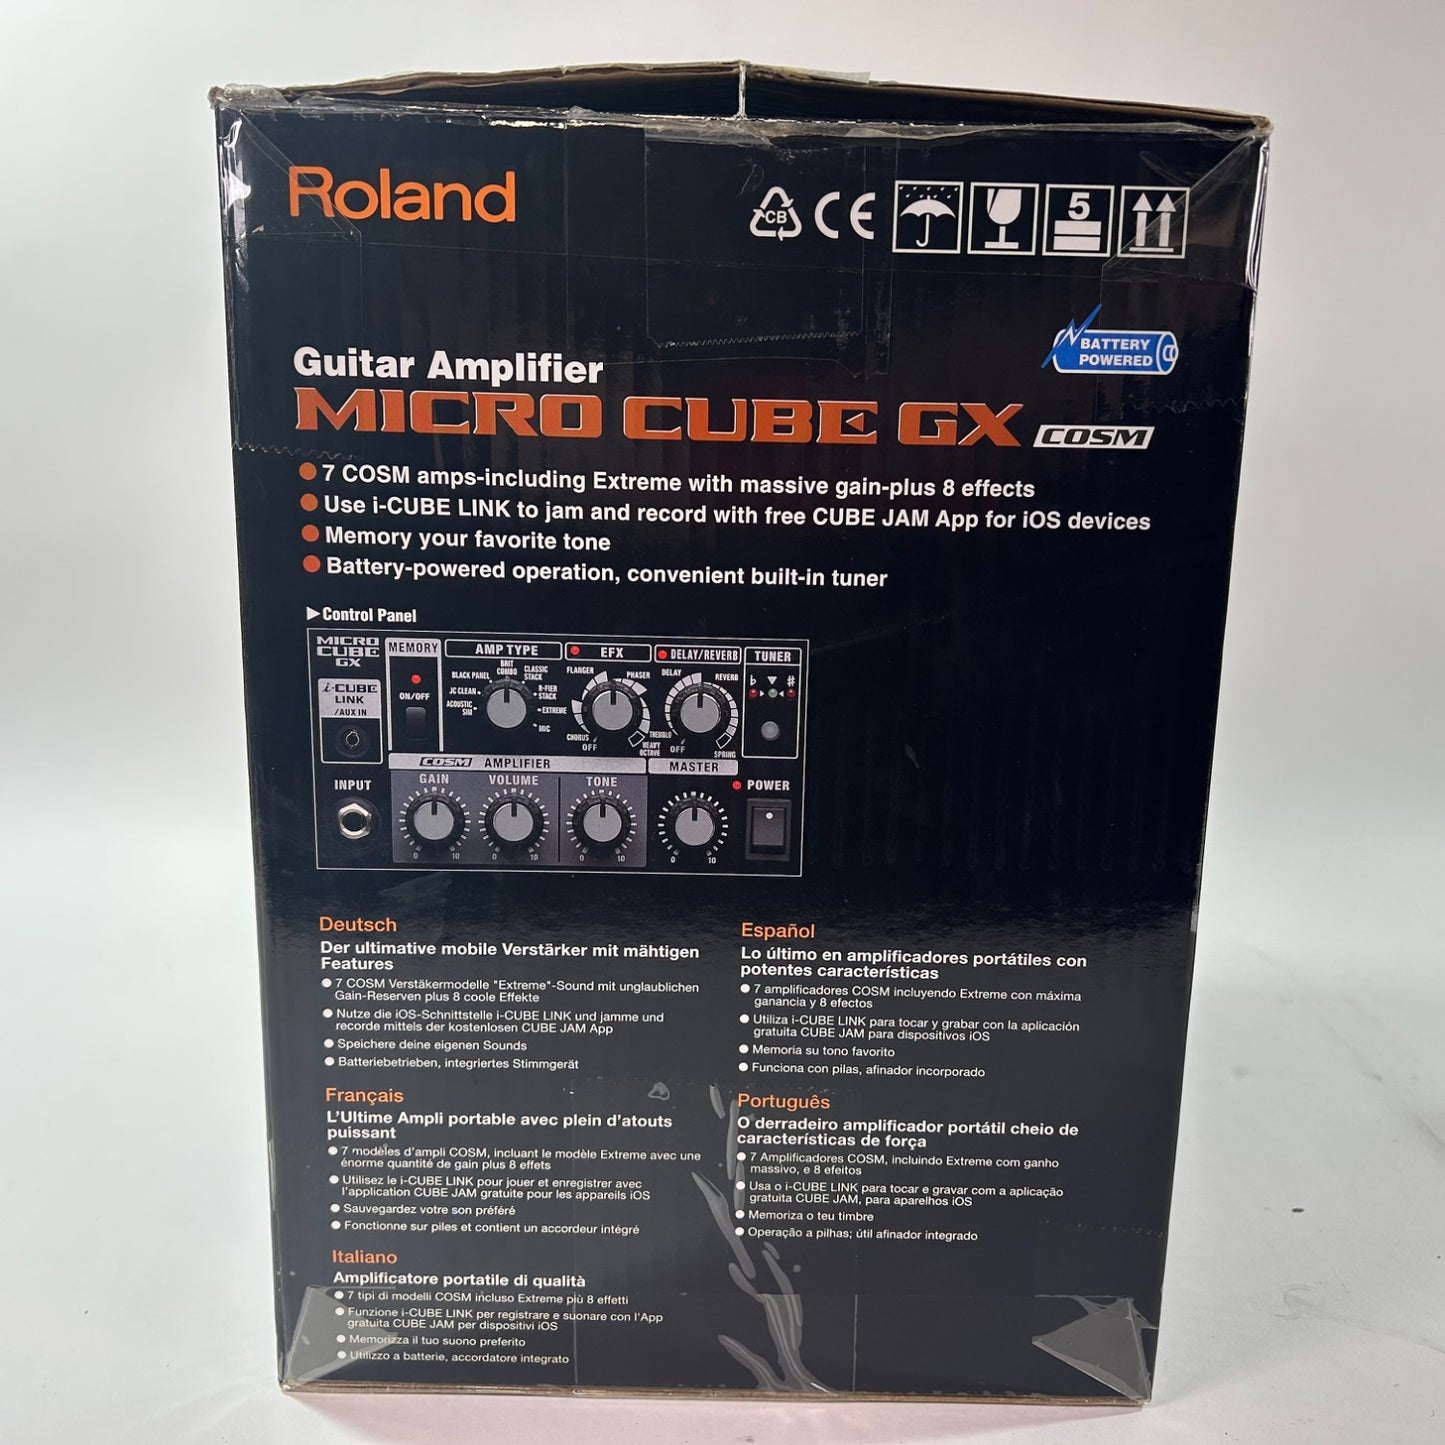 Roland
CB
CE
5
BATTERY
POWERED
Guitar Amplifier
MICRO CUBE GX COSM
7 COSM amps-including Extreme with massive gain-plus 8 effects
Use i-CUBE LINK to jam and record with free CUBE JAM App for iOS devices
Memory your favorite tone
Battery-powered operation, convenient built-in tuner
▶Control Panel
MICRO
CUBE
GX
i-CUBE
LINK
/AUX IN
INPUT
MEMORY
ON/OFF
AMP TYPE
ACOUSTIC
SIM
JC CLEAN
BLACK PANEL
BRIT
COMBO
CLASSIC
STACK
R-FIER
STACK
EXTREME
MIC
EFX
FLANGER
PHASER
CHORUS
OFF
TREMOLO
HEAVY
OCTAVE
DELAY/REVERB
DELAY
REVERB
OFF
SPRING
TUNER
♭ ▼ #
COSM AMPLIFIER
GAIN
0 10
VOLUME
0 10
TONE
0 10
MASTER
0 10
POWER
Deutsch
Der ultimative mobile Verstärker mit mähtigen
Features
● 7 COSM Verstäkermodelle "Extreme"-Sound mit unglaublichen
Gain-Reserven plus 8 coole Effekte
● Nutze die iOS-Schnittstelle i-CUBE LINK und jamme und
recorde mittels der kostenlosen CUBE JAM App
● Speichere deine eigenen Sounds
● Batteriebetrieben, integriertes Stimmgerät
Français
L'Ultime Ampli portable avec plein d'atouts
puissant
● 7 modèles d'ampli COSM, incluant le modèle Extreme avec une
énorme quantité de gain plus 8 effets
● Utilisez le i-CUBE LINK pour jouer et enregistrer avec
l'application CUBE JAM gratuite pour les appareils iOS
● Sauvegardez votre son préféré
● Fonctionne sur piles et contient un accordeur intégré
Italiano
Amplificatore portatile di qualità
● 7 tipi di modelli COSM incluso Extreme più 8 effetti
● Funzione i-CUBE LINK per registrare e suonare con l'App
gratuita CUBE JAM per dispositivi iOS
● Memorizza il tuo suono preferito
● Utilizzo a batterie, accordatore integrato
Español
Lo último en amplificadores portátiles con
potentes características
● 7 amplificadores COSM incluyendo Extreme con máxima
ganancia y 8 efectos
● Utiliza i-CUBE LINK para tocar y grabar con la aplicación
gratuita CUBE JAM para dispositivos iOS
● Memoria su tono favorito
● Funciona con pilas, afinador incorporado
Português
O derradeiro amplificador portátil cheio de
características de força
● 7 Amplificadores COSM, incluindo Extreme com ganho
massivo, e 8 efeitos
● Usa o i-CUBE LINK para tocar e gravar com a aplicação
gratuita CUBE JAM, para aparelhos iOS
● Memoriza o teu timbre
● Operação a pilhas; útil afinador integrado